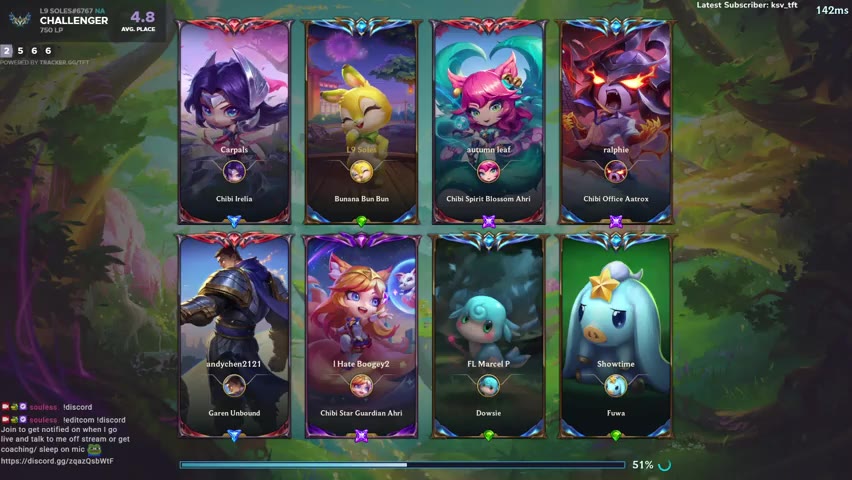 L9 SOLES#6767 NA
CHALLENGER
750 LP
4.8
AVG. PLACE
2 5 6 6
POWERED BY TRACKER.GG/TFT
Latest Subscriber: ksv_tft
142ms
Carpals
Chibi Irelia
L9 Soles
Bunana Bun Bun
autumn leaf
Chibi Spirit Blossom Ahri
ralphie
Chibi Office Aatrox
andychen2121
Garen Unbound
I Hate Boogey2
Chibi Star Guardian Ahri
FL Marcel P
Dowsie
Showtime
Fuwa
souless !discord
souless !editcom !discord
Join to get notified on when I go
live and talk to me off stream or get
coaching/ sleep on mic
https://discord.gg/zqazQsbWtF
51%